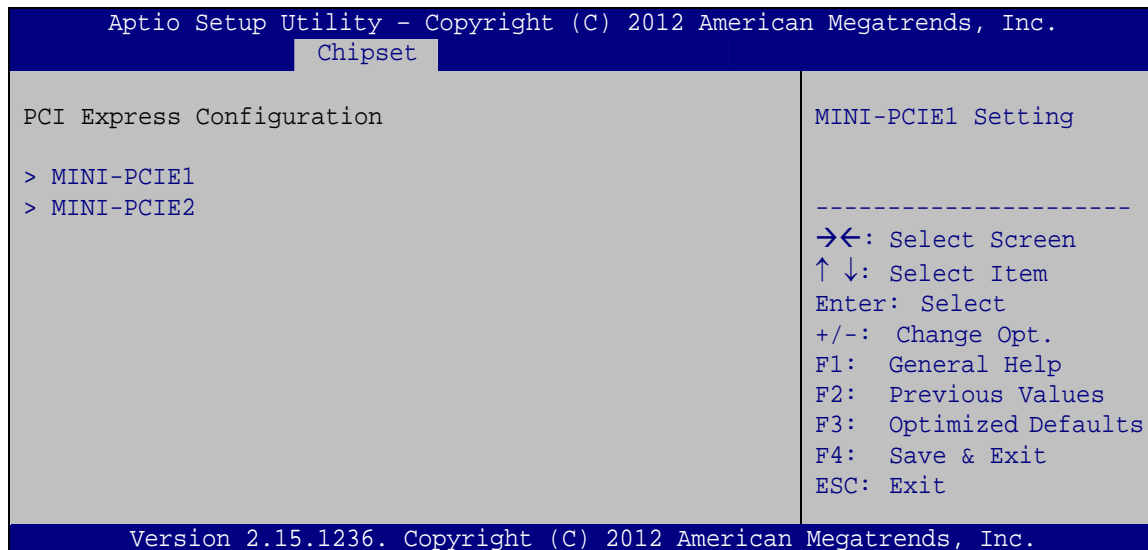 Aptio Setup Utility – Copyright (C) 2012 American Megatrends, Inc.
Chipset
PCI Express Configuration
> MINI-PCIE1
> MINI-PCIE2
MINI-PCIE1 Setting
----------------------
→←: Select Screen
↑ ↓: Select Item
Enter: Select
+/-: Change Opt.
F1: General Help
F2: Previous Values
F3: Optimized Defaults
F4: Save & Exit
ESC: Exit
Version 2.15.1236. Copyright (C) 2012 American Megatrends, Inc.